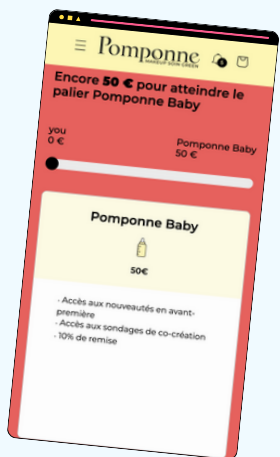 Pomponne
MAKEUP SOIN GREEN
Encore 50 € pour atteindre le
palier Pomponne Baby
you
0 €
Pomponne Baby
50 €
Pomponne Baby
50€
- Accès aux nouveautés en avant-
première
- Accès aux sondages de co-création
- 10% de remise